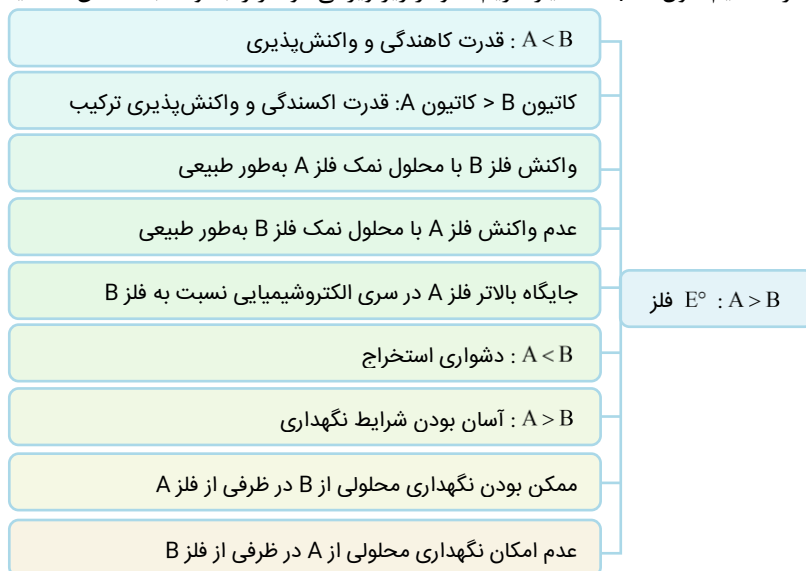 A < B : قدرت کاهندگی و واکنش‌پذیری
کاتیون B < کاتیون A: قدرت اکسندگی و واکنش‌پذیری ترکیب
واکنش فلز B با محلول نمک فلز A به‌طور طبیعی
عدم واکنش فلز A با محلول نمک فلز B به‌طور طبیعی
جایگاه بالاتر فلز A در سری الکتروشیمیایی نسبت به فلز B
فلز E° : A > B
A < B : دشواری استخراج
A > B : آسان بودن شرایط نگهداری
ممکن بودن نگهداری محلولی از B در ظرفی از فلز A
عدم امکان نگهداری محلولی از A در ظرفی از فلز B